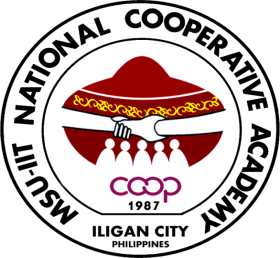 MSU-IIT NATIONAL COOPERATIVE ACADEMY
coop
1987
ILIGAN CITY
PHILIPPINES